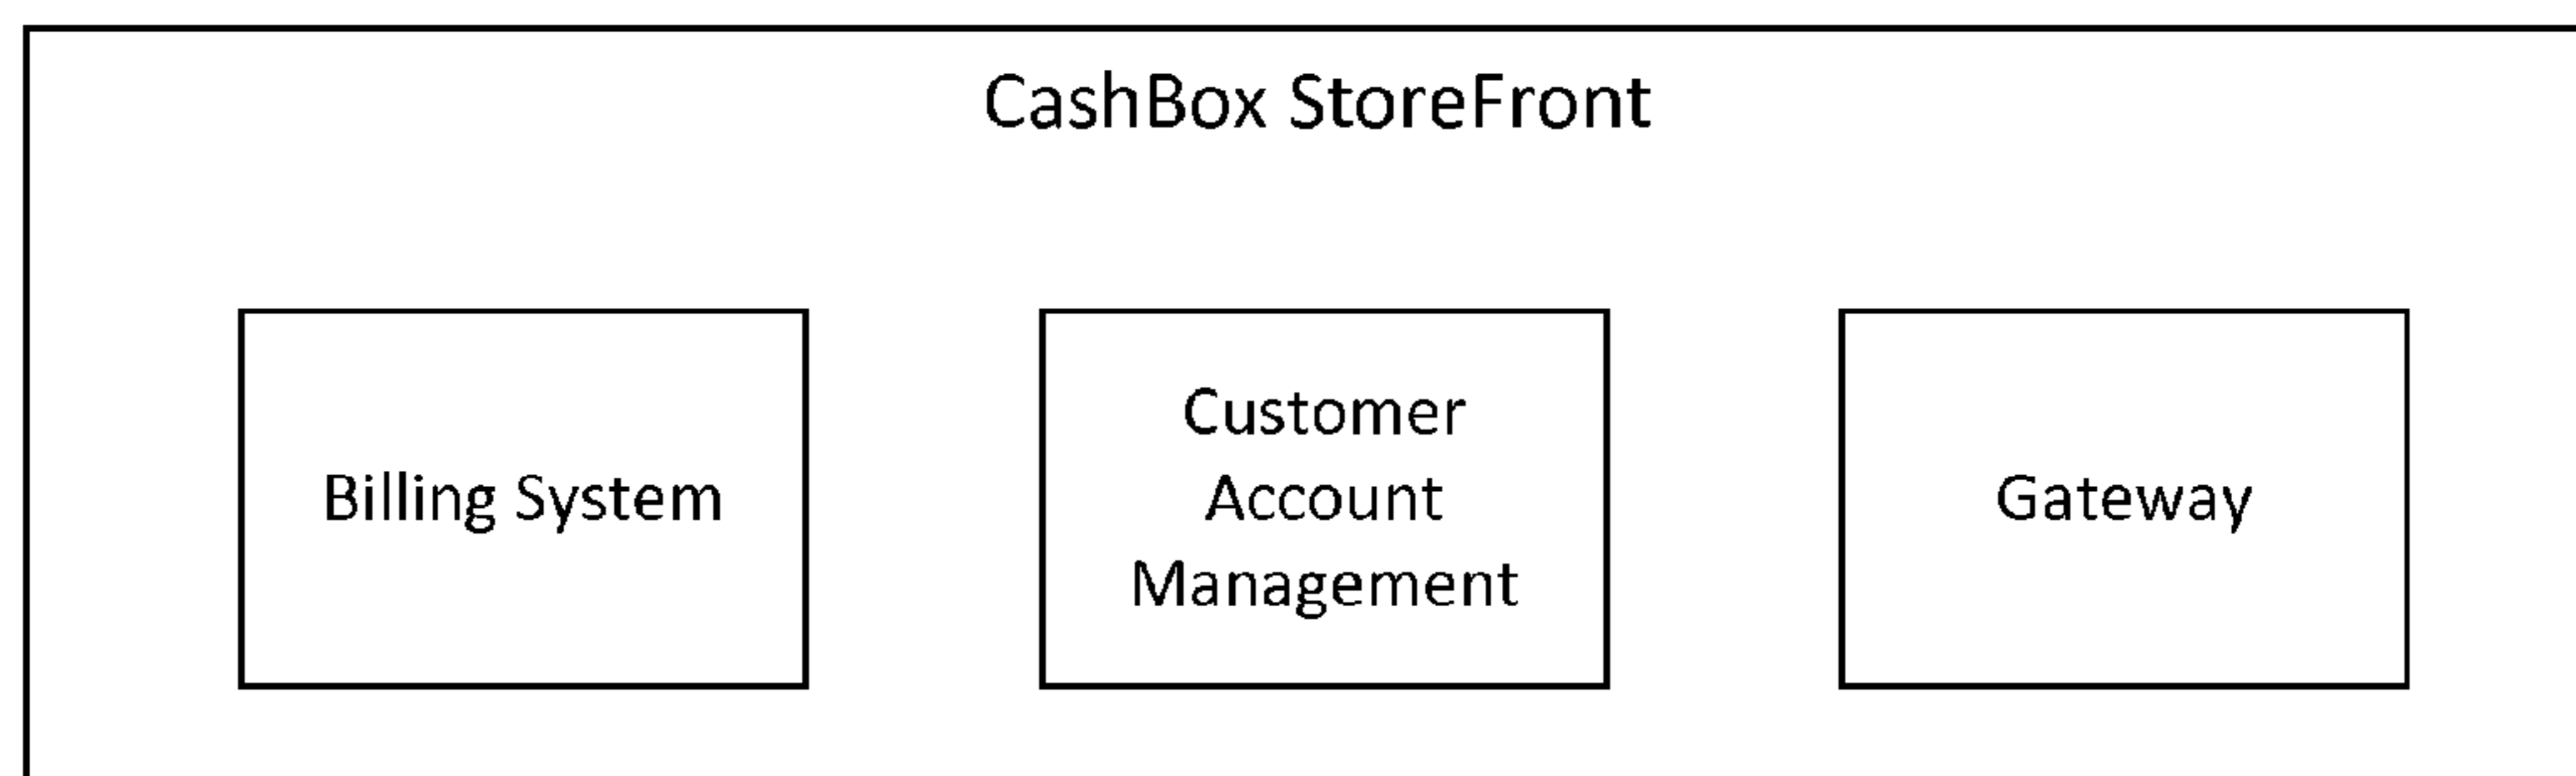 CashBox StoreFront
Billing System
Customer
Account
Management
Gateway